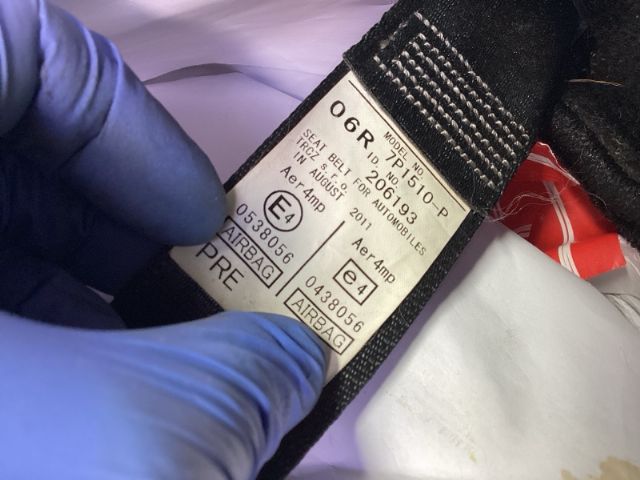 06R
MODEL NO. 7P1510-P
ID. NO. 206193
SEAT BELT FOR AUTOMOBILES
TRCZ s.r.o.
IN AUGUST 2011
Aer4mp
E4
0538056
AIRBAG
PRE
Aer4mp
e4
0438056
AIRBAG